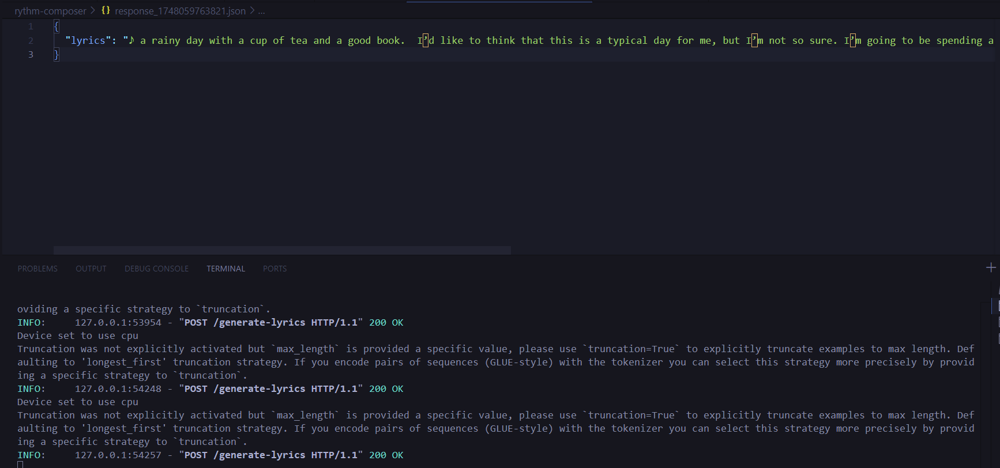 rythm-composer > {} response_1748059763821.json > ...
1 {
2 "lyrics": "♪ a rainy day with a cup of tea and a good book.  I’d like to think that this is a typical day for me, but I’m not so sure. I’m going to be spending a
3 }
PROBLEMS OUTPUT DEBUG CONSOLE TERMINAL PORTS
oviding a specific strategy to `truncation`.
INFO:     127.0.0.1:53954 - "POST /generate-lyrics HTTP/1.1" 200 OK
Device set to use cpu
Truncation was not explicitly activated but `max_length` is provided a specific value, please use `truncation=True` to explicitly truncate examples to max length. Def
aulting to 'longest_first' truncation strategy. If you encode pairs of sequences (GLUE-style) with the tokenizer you can select this strategy more precisely by provid
ing a specific strategy to `truncation`.
INFO:     127.0.0.1:54248 - "POST /generate-lyrics HTTP/1.1" 200 OK
Device set to use cpu
Truncation was not explicitly activated but `max_length` is provided a specific value, please use `truncation=True` to explicitly truncate examples to max length. Def
aulting to 'longest_first' truncation strategy. If you encode pairs of sequences (GLUE-style) with the tokenizer you can select this strategy more precisely by provid
ing a specific strategy to `truncation`.
INFO:     127.0.0.1:54257 - "POST /generate-lyrics HTTP/1.1" 200 OK